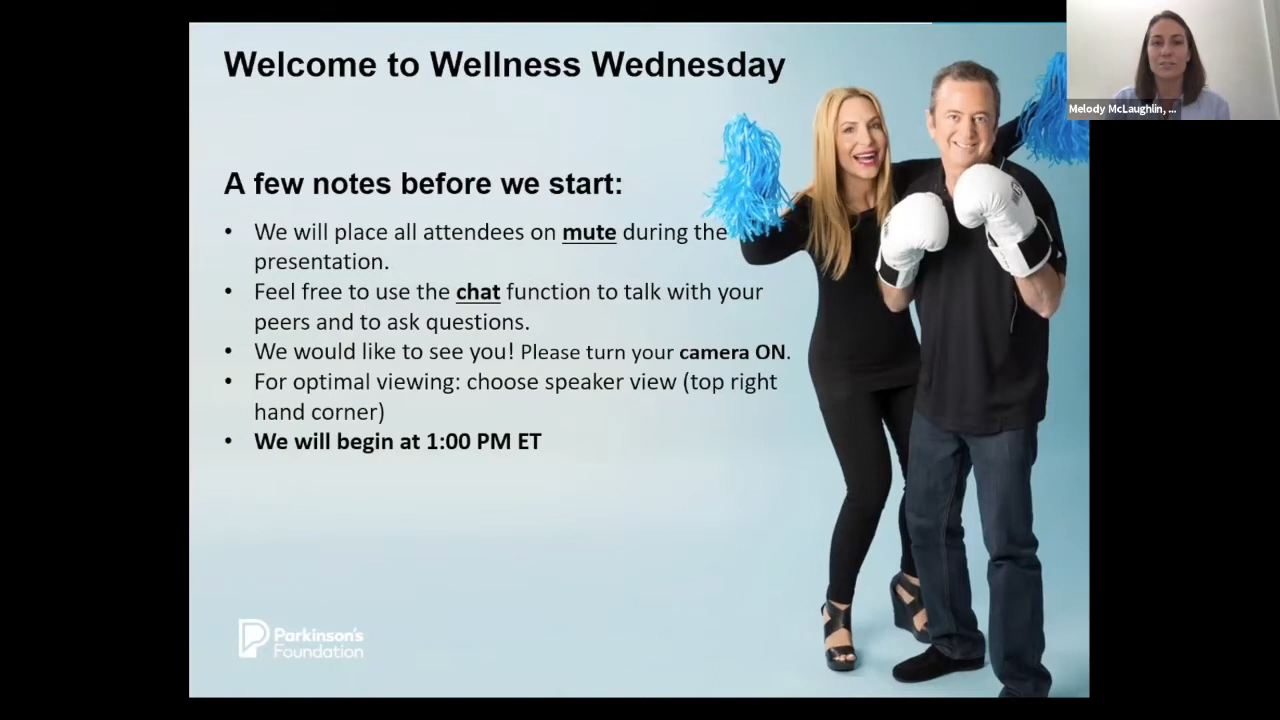 Welcome to Wellness Wednesday
Melody McLaughlin, ...
A few notes before we start:
• We will place all attendees on mute during the
presentation.
• Feel free to use the chat function to talk with your
peers and to ask questions.
• We would like to see you! Please turn your camera ON.
• For optimal viewing: choose speaker view (top right
hand corner)
• We will begin at 1:00 PM ET
Parkinson's
Foundation